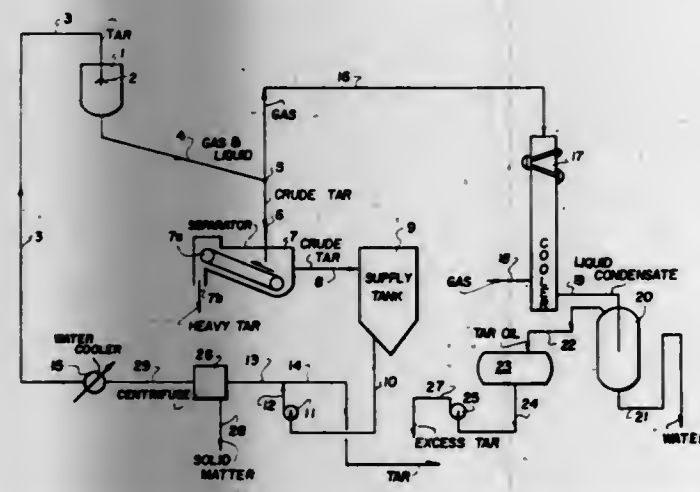 3
TAR
1
2
16
4
GAS & LIQUID
GAS
5
17
CRUDE TAR
6
SEPARATOR
7
7a
CRUDE TAR
8
9
SUPPLY TANK
7b
HEAVY TAR
3
COOLER
GAS
18
19
LIQUID CONDENSATE
20
TAR OIL
22
23
WATER COOLER
15
29
CENTRIFUGE
26
13
14
12
11
10
27
25
24
21
EXCESS TAR
WATER
28
SOLID MATTER
TAR